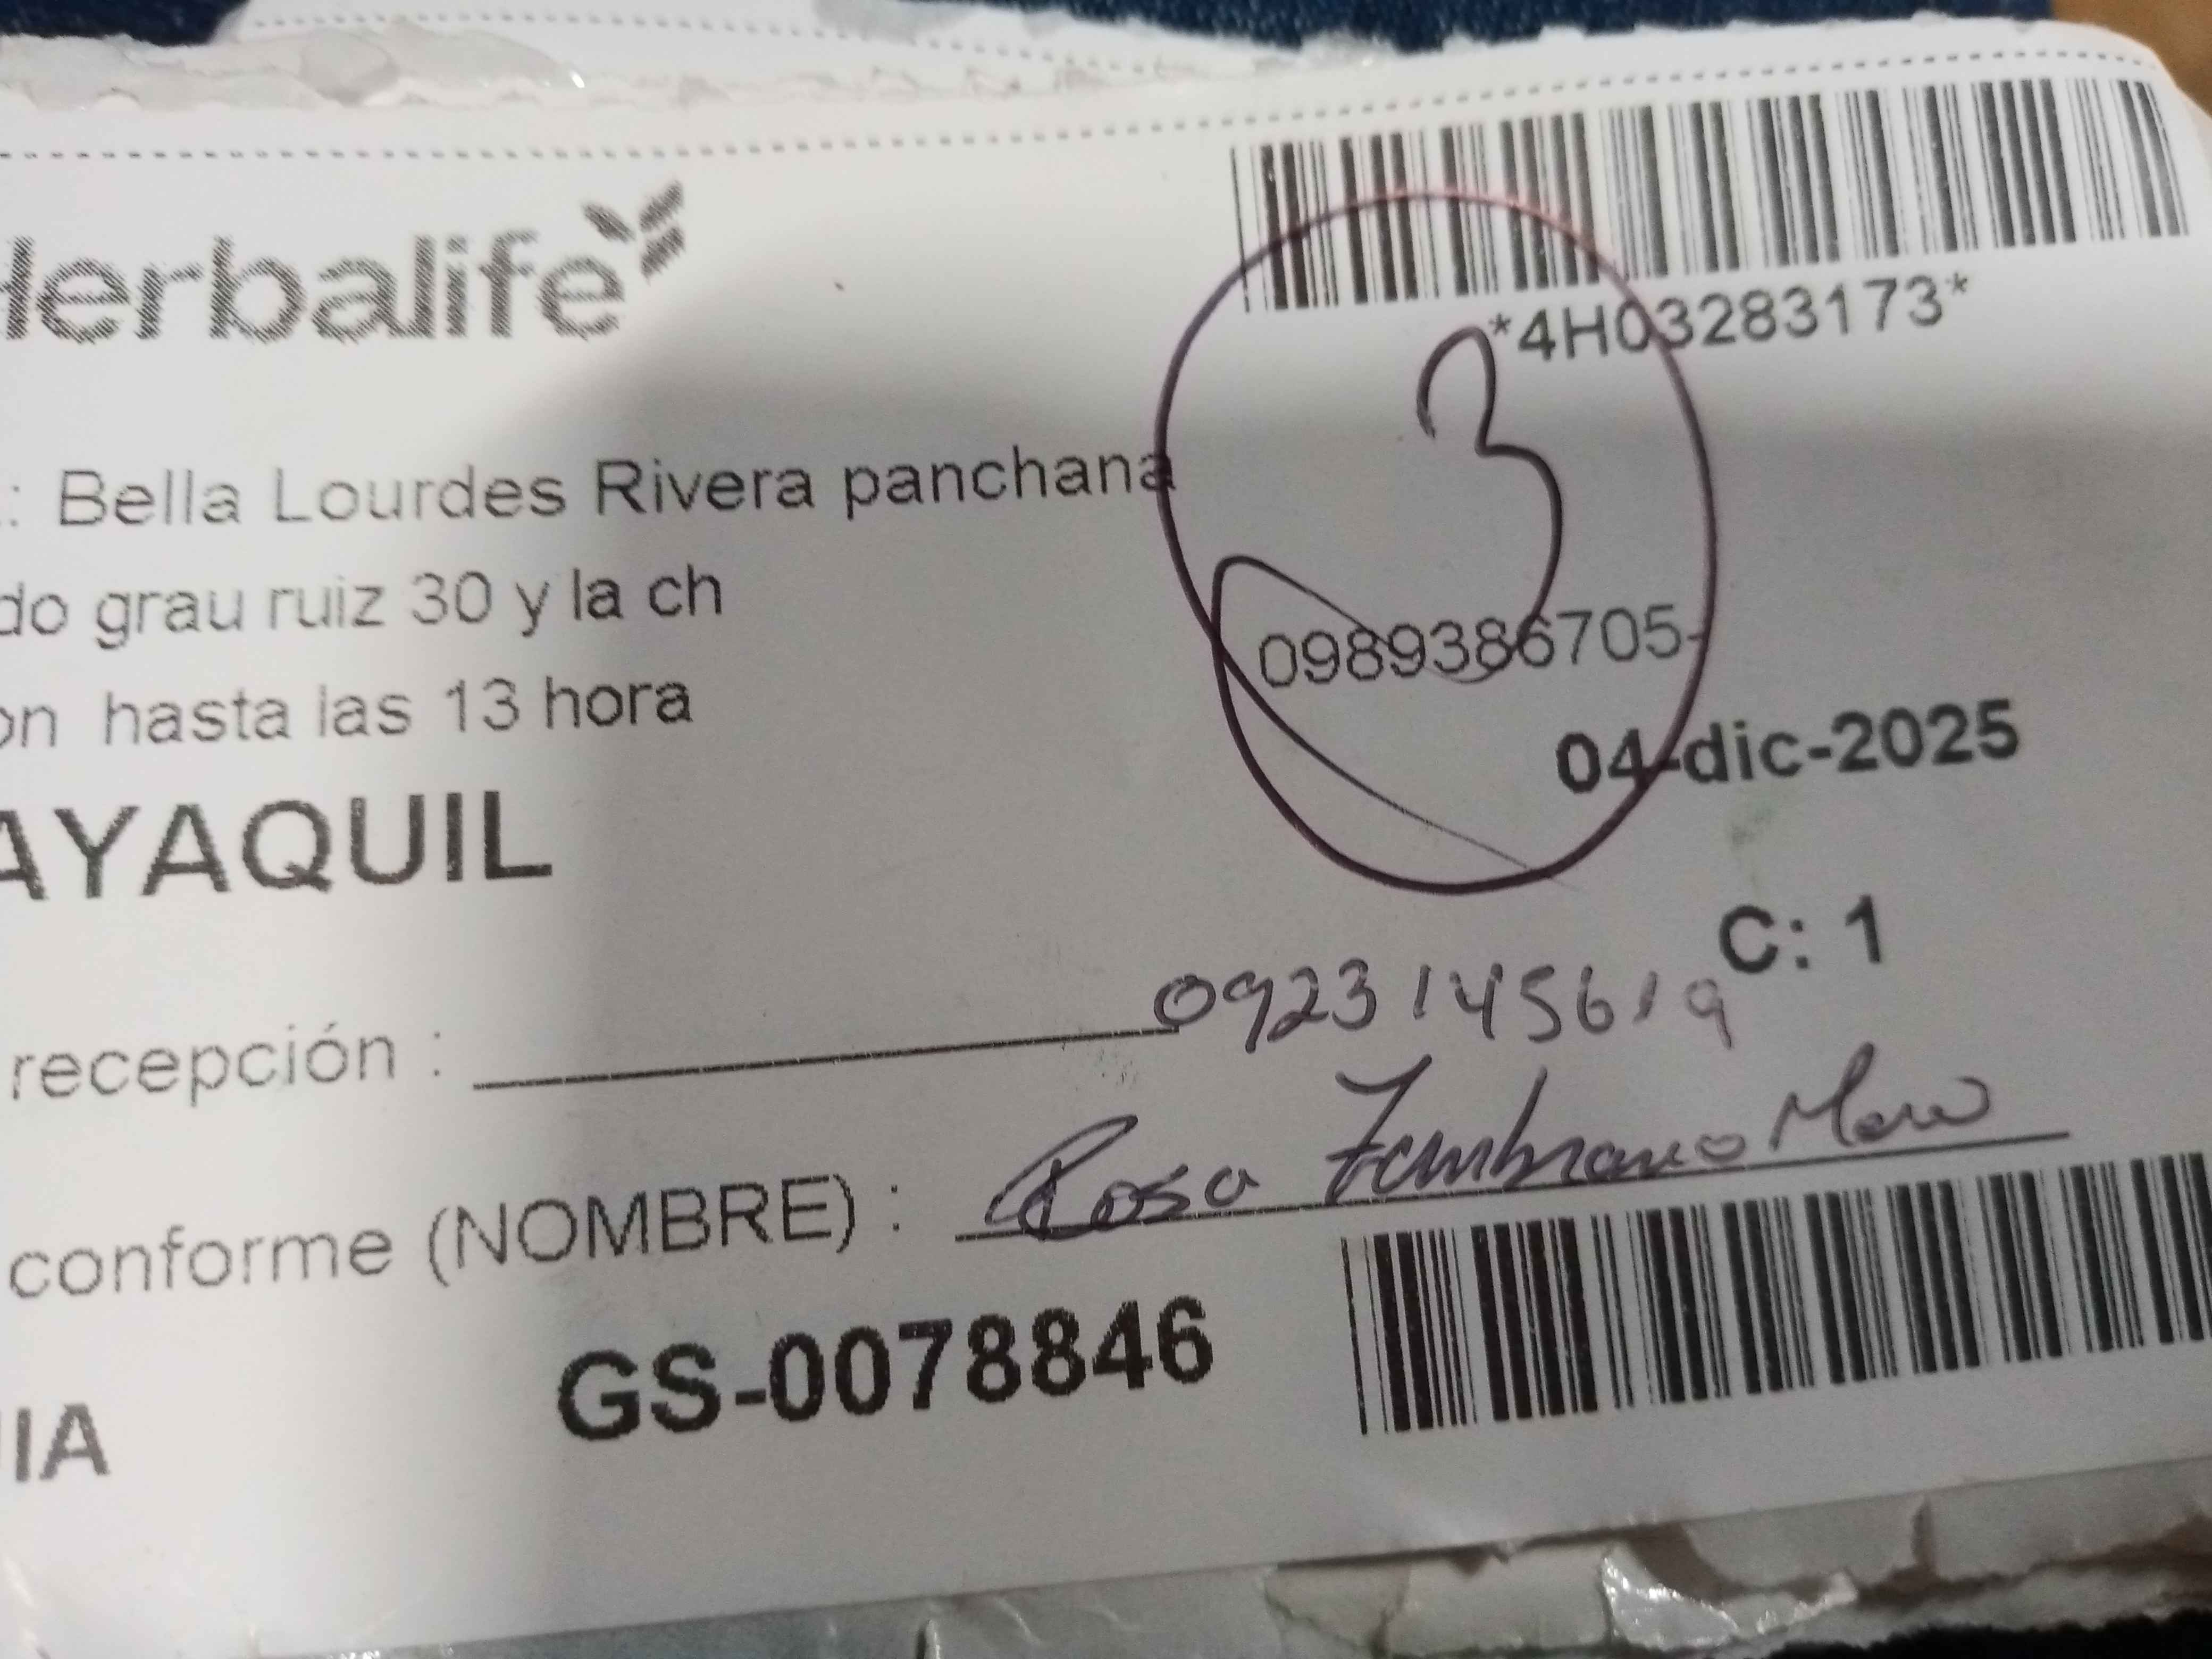 Herbalife
*4H03283173*
3
: Bella Lourdes Rivera panchana
do grau ruiz 30 y la ch
0989386705-
on hasta las 13 hora
04-dic-2025
AYAQUIL
C: 1
recepción : 0923145619
conforme (NOMBRE) : Rosa Zambrano
GS-0078846
IA